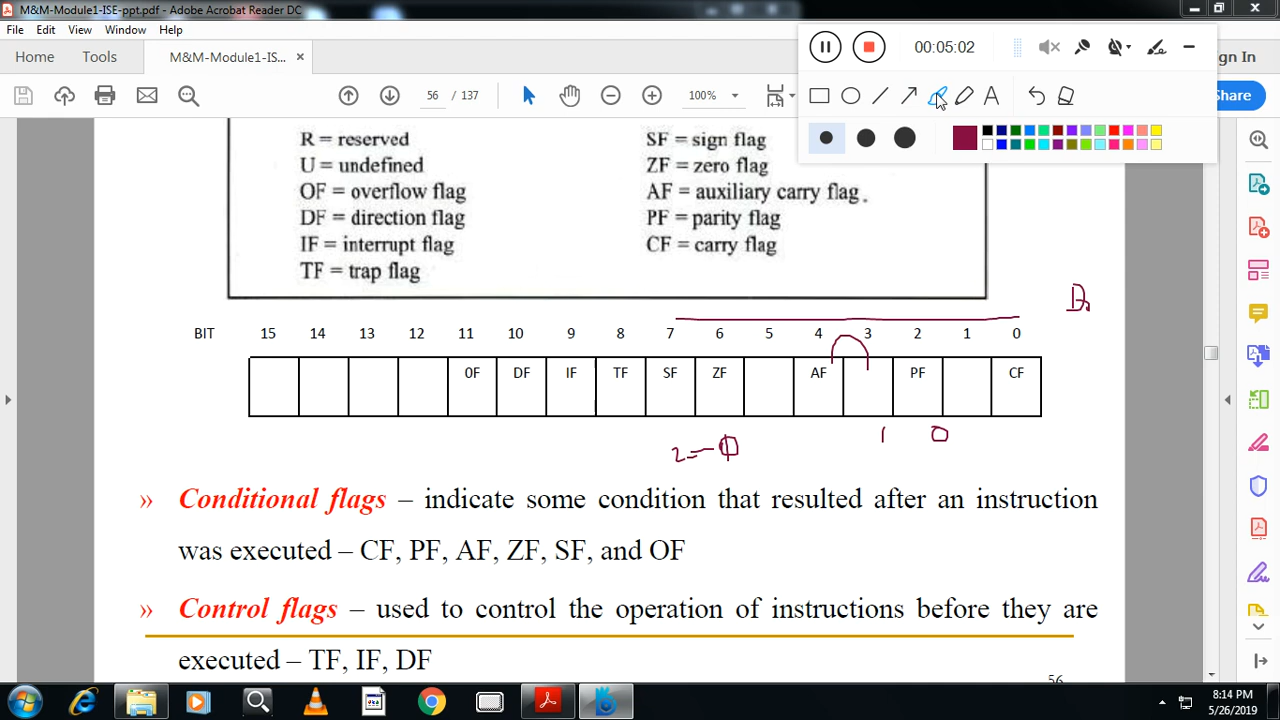 M&M-Module1-ISE-ppt.pdf - Adobe Acrobat Reader DC
File Edit View Window Help
00:05:02
Home Tools M&M-Module1-IS... × Sign In
56 / 137 100% Share
A
R = reserved SF = sign flag
U = undefined ZF = zero flag
OF = overflow flag AF = auxiliary carry flag.
DF = direction flag PF = parity flag
IF = interrupt flag CF = carry flag
TF = trap flag
BIT 15 14 13 12 11 10 9 8 7 6 5 4 3 2 1 0
0F DF IF TF SF ZF AF PF CF
1 0
» Conditional flags – indicate some condition that resulted after an instruction
was executed – CF, PF, AF, ZF, SF, and OF
» Control flags – used to control the operation of instructions before they are
executed – TF, IF, DF
56
8:14 PM
5/26/2019